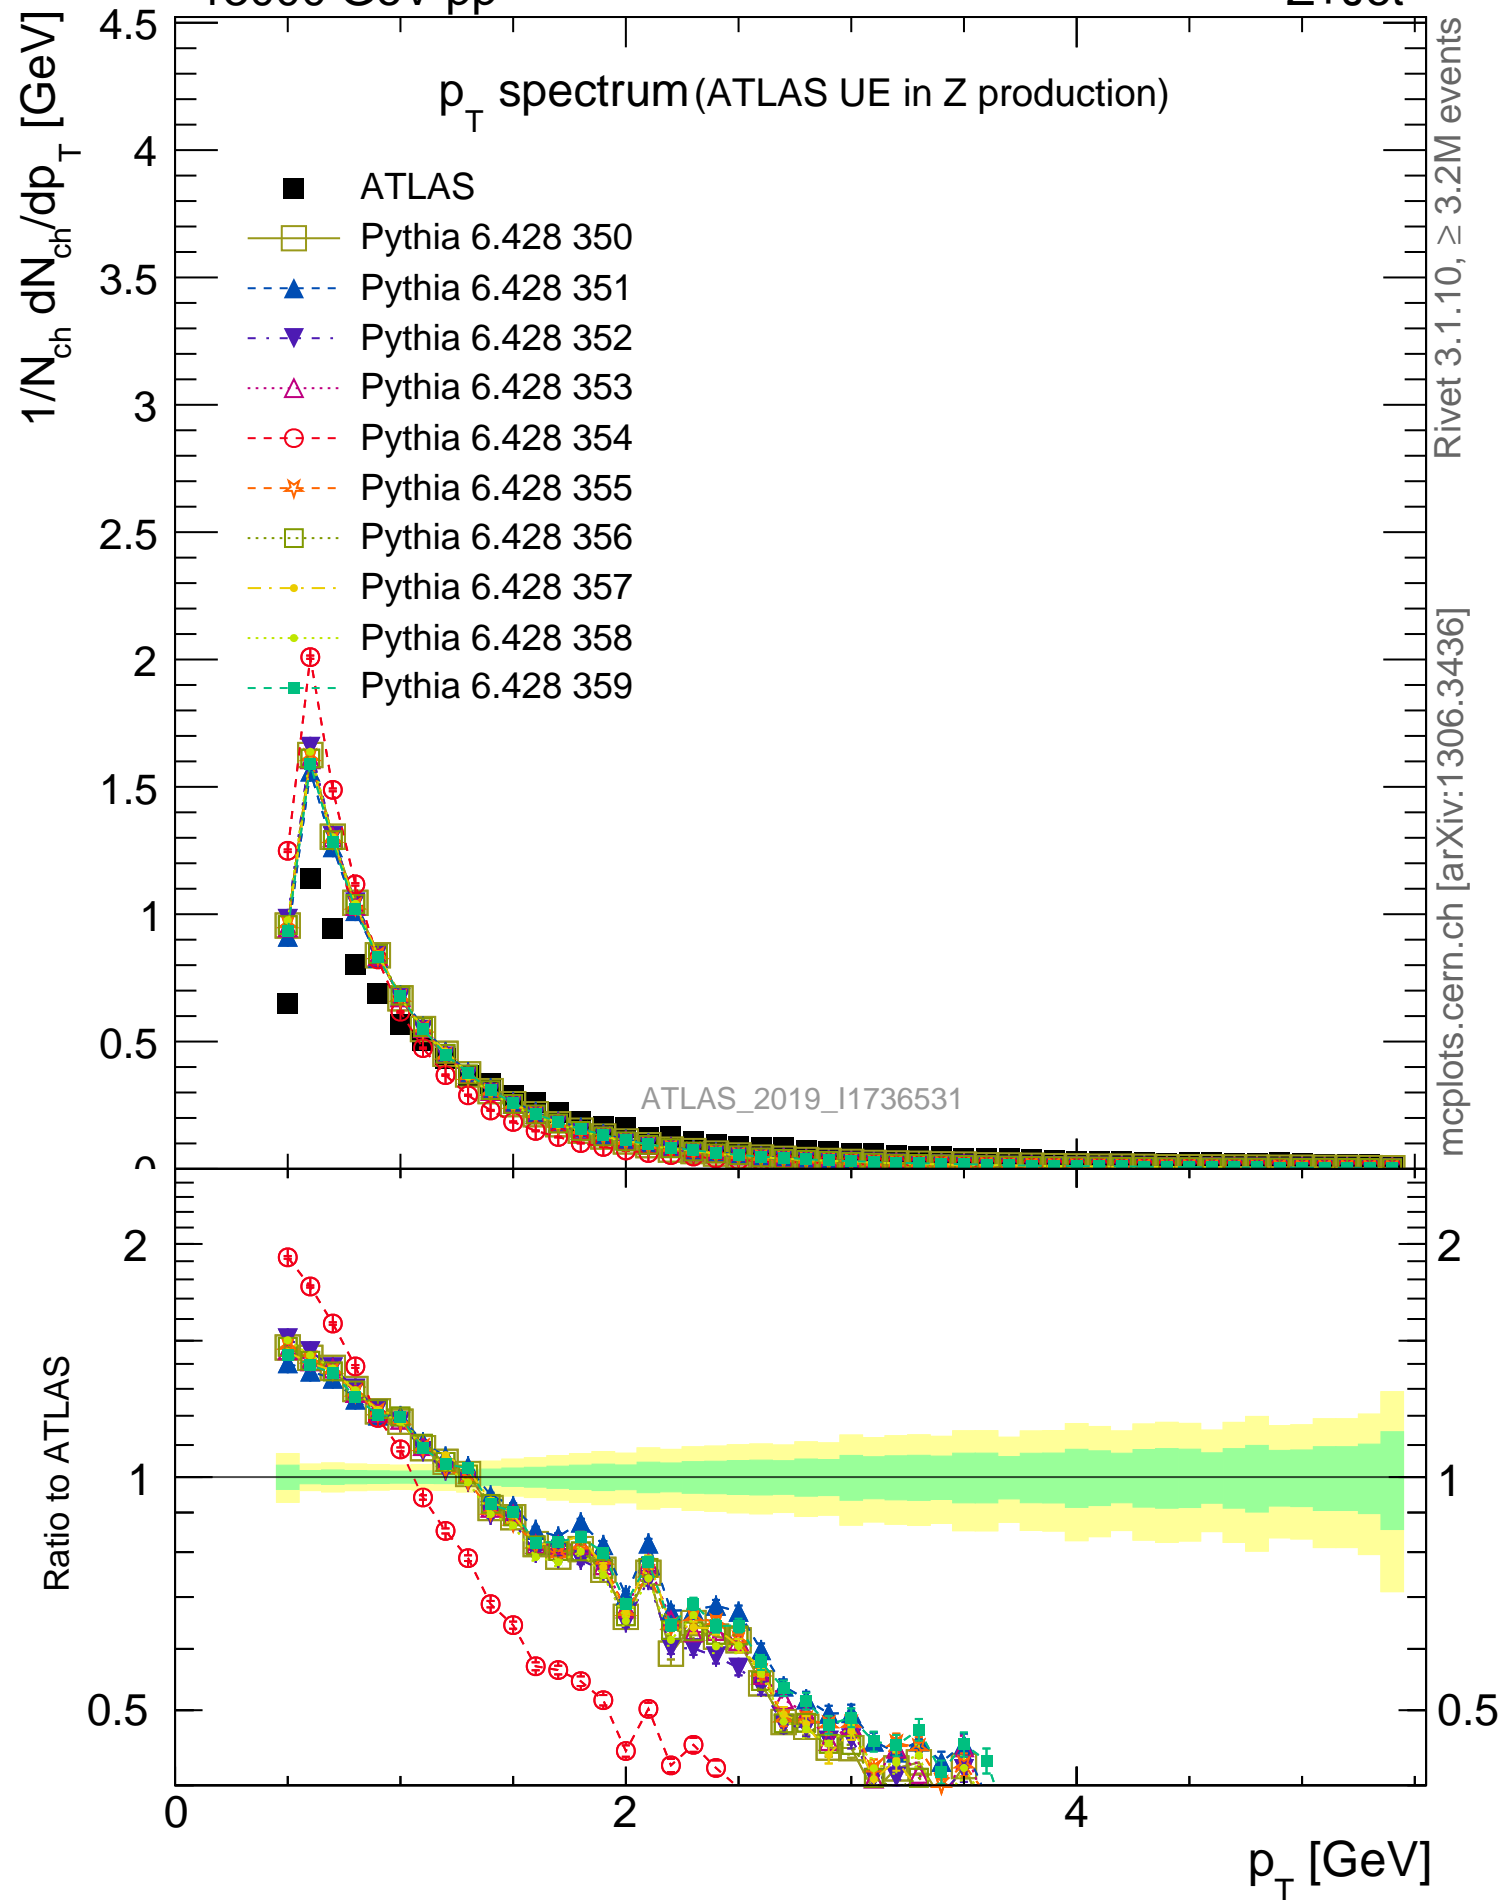 13000 GeV pp
Z+Jet
p_T spectrum (ATLAS UE in Z production)
1/N_ch dN_ch/dp_T [GeV]
4.5
4
3.5
3
2.5
2
1.5
1
0.5
0
ATLAS
Pythia 6.428 350
Pythia 6.428 351
Pythia 6.428 352
Pythia 6.428 353
Pythia 6.428 354
Pythia 6.428 355
Pythia 6.428 356
Pythia 6.428 357
Pythia 6.428 358
Pythia 6.428 359
ATLAS_2019_I1736531
Rivet 3.1.10, ≥ 3.2M events
mcplots.cern.ch [arXiv:1306.3436]
Ratio to ATLAS
2
1
0.5
2
1
0.5
0
2
4
p_T [GeV]